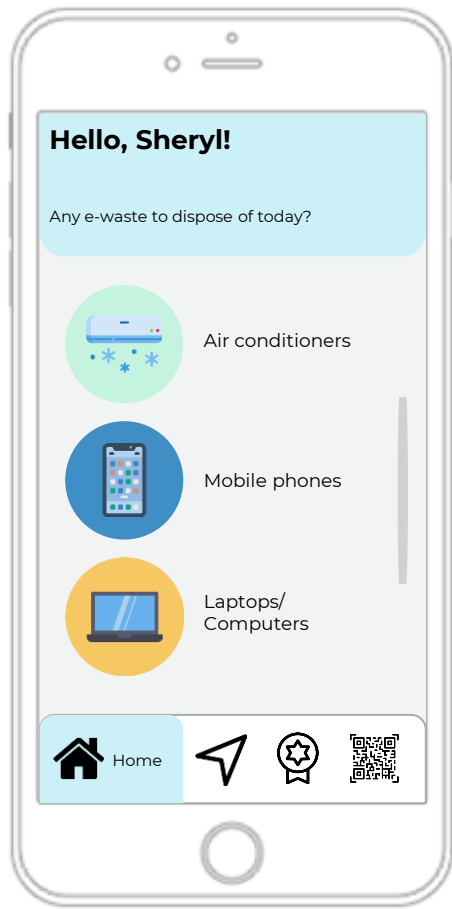 Hello, Sheryl!
Any e-waste to dispose of today?
Air conditioners
Mobile phones
Laptops/
Computers
Home